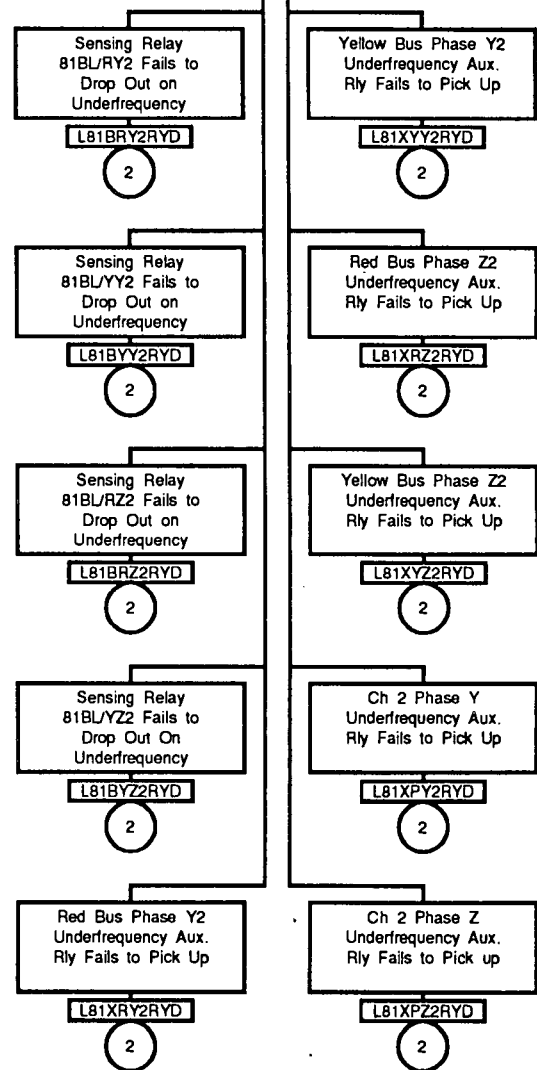 Sensing Relay
81BL/RY2 Fails to
Drop Out on
Underfrequency
L81BRY2RYD
2
Yellow Bus Phase Y2
Underfrequency Aux.
Rly Fails to Pick Up
L81XYY2RYD
2
Sensing Relay
81BL/YY2 Fails to
Drop Out on
Underfrequency
L81BYY2RYD
2
Red Bus Phase Z2
Underfrequency Aux.
Rly Fails to Pick Up
L81XRZ2RYD
2
Sensing Relay
81BL/RZ2 Fails to
Drop Out on
Underfrequency
L81BRZ2RYD
2
Yellow Bus Phase Z2
Underfrequency Aux.
Rly Fails to Pick Up
L81XYZ2RYD
2
Sensing Relay
81BL/YZ2 Fails to
Drop Out On
Underfrequency
L81BYZ2RYD
2
Ch 2 Phase Y
Underfrequency Aux.
Rly Fails to Pick Up
L81XPY2RYD
2
Red Bus Phase Y2
Underfrequency Aux.
Rly Fails to Pick Up
L81XRY2RYD
2
Ch 2 Phase Z
Underfrequency Aux.
Rly Fails to Pick up
L81XPZ2RYD
2